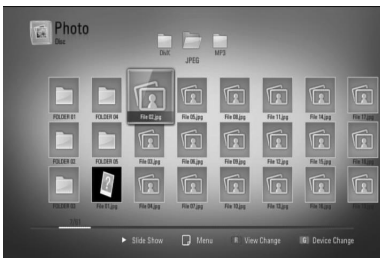 Photo
Disc
DivX
JPEG
MP3
FOLDER 01 FOLDER 04 File 02.jpg File 05.jpg File 08.jpg File 11.jpg File 14.jpg File 17.jpg
FOLDER 02 FOLDER 05 File 03.jpg File 06.jpg File 09.jpg File 12.jpg File 15.jpg File 18.jpg
FOLDER 03 File 01.jpg File 04.jpg File 07.jpg File 10.jpg File 13.jpg File 16.jpg
Slide Show Menu R View Change G Device Change